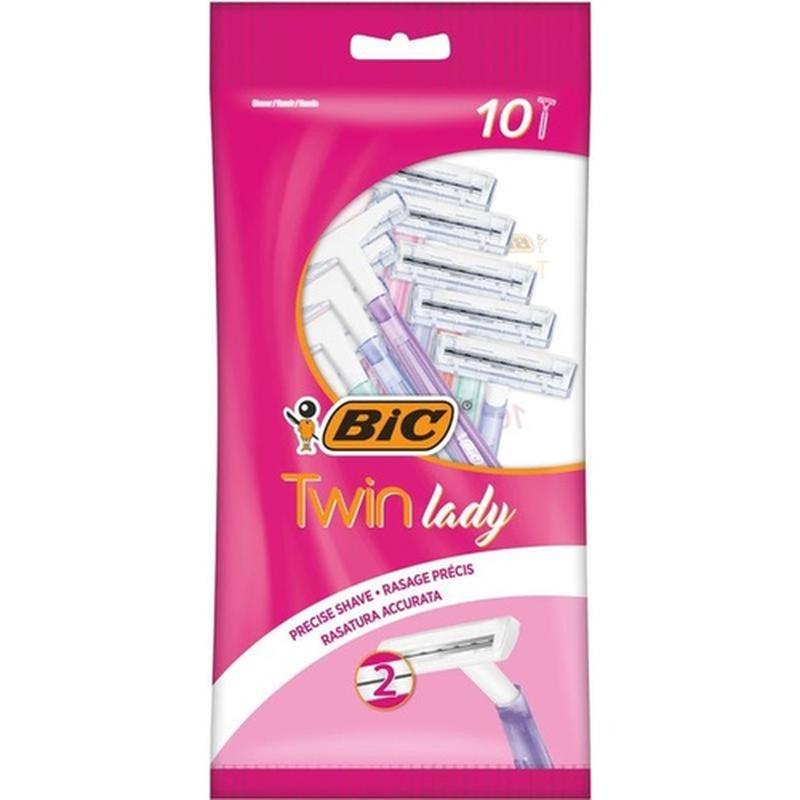 10
BiC
®
Twin lady
PRECISE SHAVE • RASAGE PRÉCIS
RASATURA ACCURATA
2